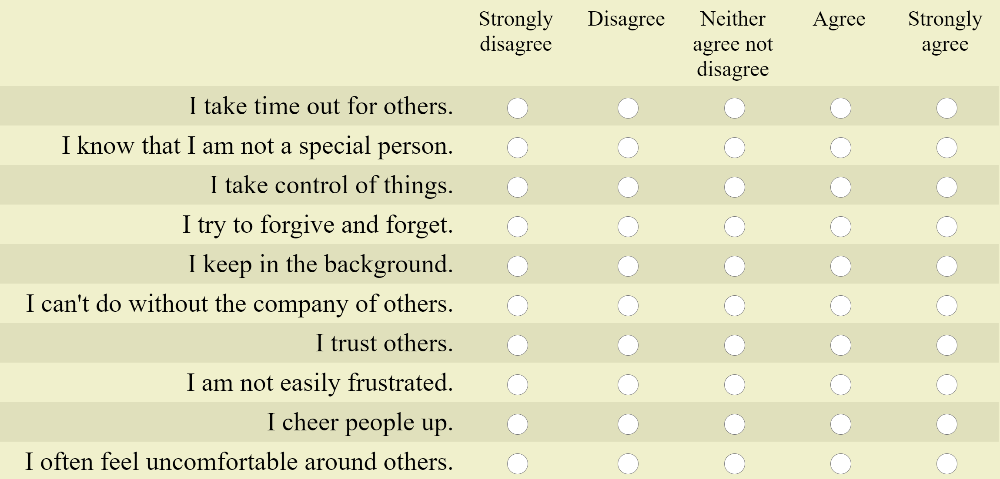 Strongly disagree
Disagree
Neither agree not disagree
Agree
Strongly agree
I take time out for others.
I know that I am not a special person.
I take control of things.
I try to forgive and forget.
I keep in the background.
I can't do without the company of others.
I trust others.
I am not easily frustrated.
I cheer people up.
I often feel uncomfortable around others.